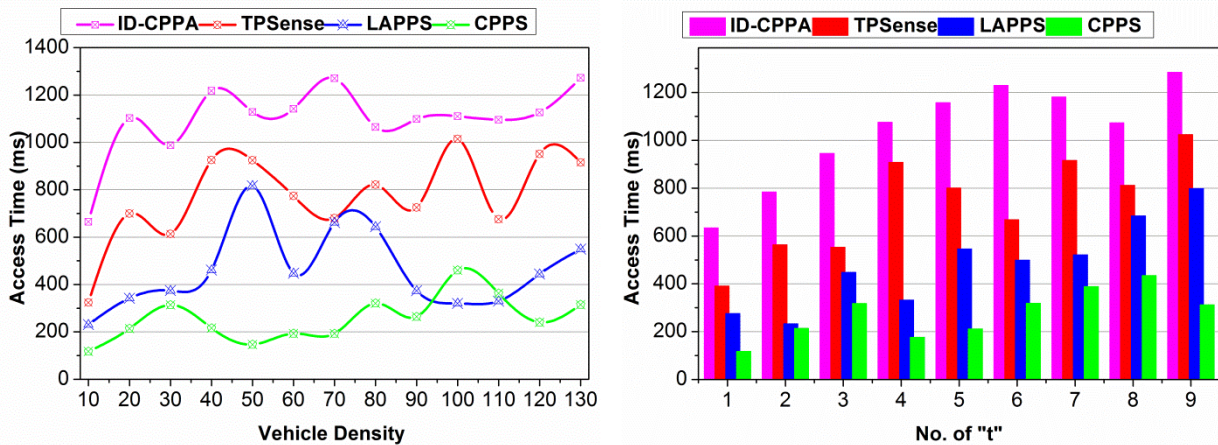 ID-CPPA TPSense LAPPS CPPS
1400
1200
1000
800
600
400
200
0
Access Time (ms)
10 20 30 40 50 60 70 80 90 100 110 120 130
Vehicle Density
ID-CPPA TPSense LAPPS CPPS
1200
1000
800
600
400
200
0
Access Time (ms)
1 2 3 4 5 6 7 8 9
No. of "t"